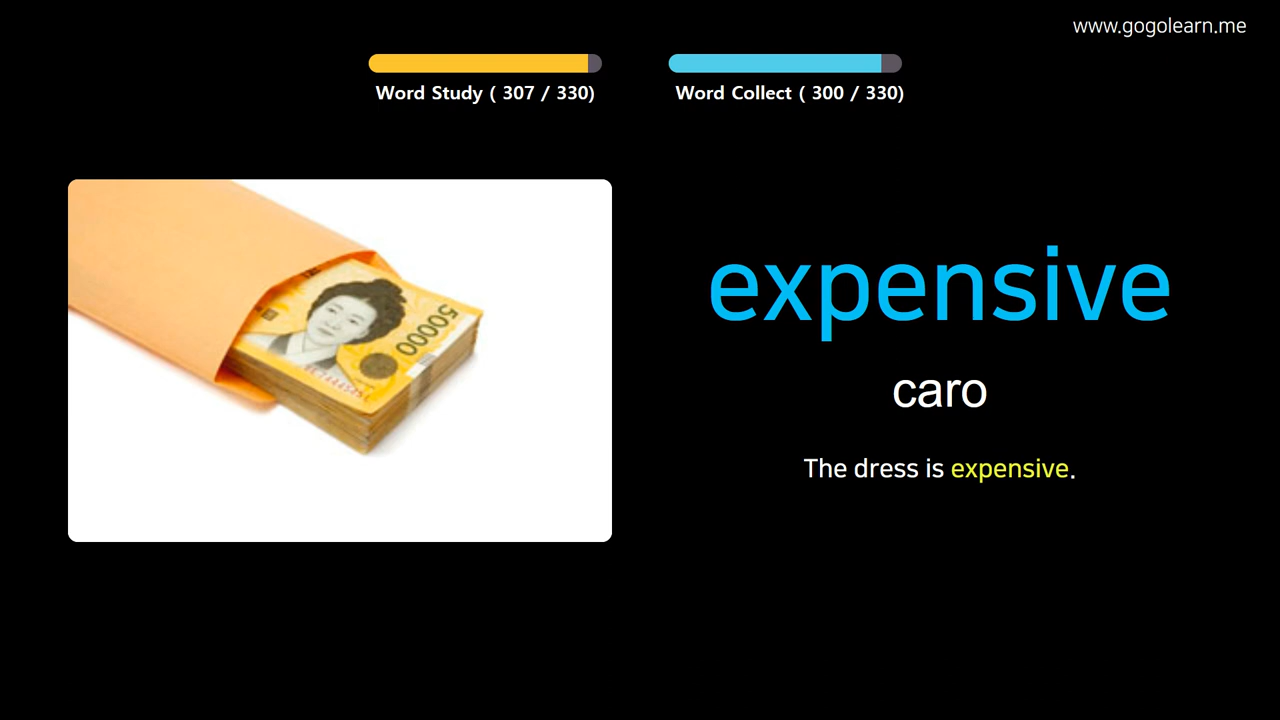 www.gogolearn.me
Word Study ( 307 / 330)
Word Collect ( 300 / 330)
50000
expensive
caro
The dress is expensive.